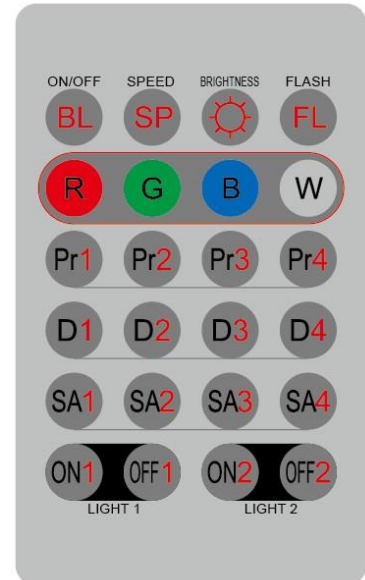 ON/OFF SPEED BRIGHTNESS FLASH
BL SP FL
R G B W
Pr1 Pr2 Pr3 Pr4
D1 D2 D3 D4
SA1 SA2 SA3 SA4
ON1 OFF1 ON2 OFF2
LIGHT 1 LIGHT 2